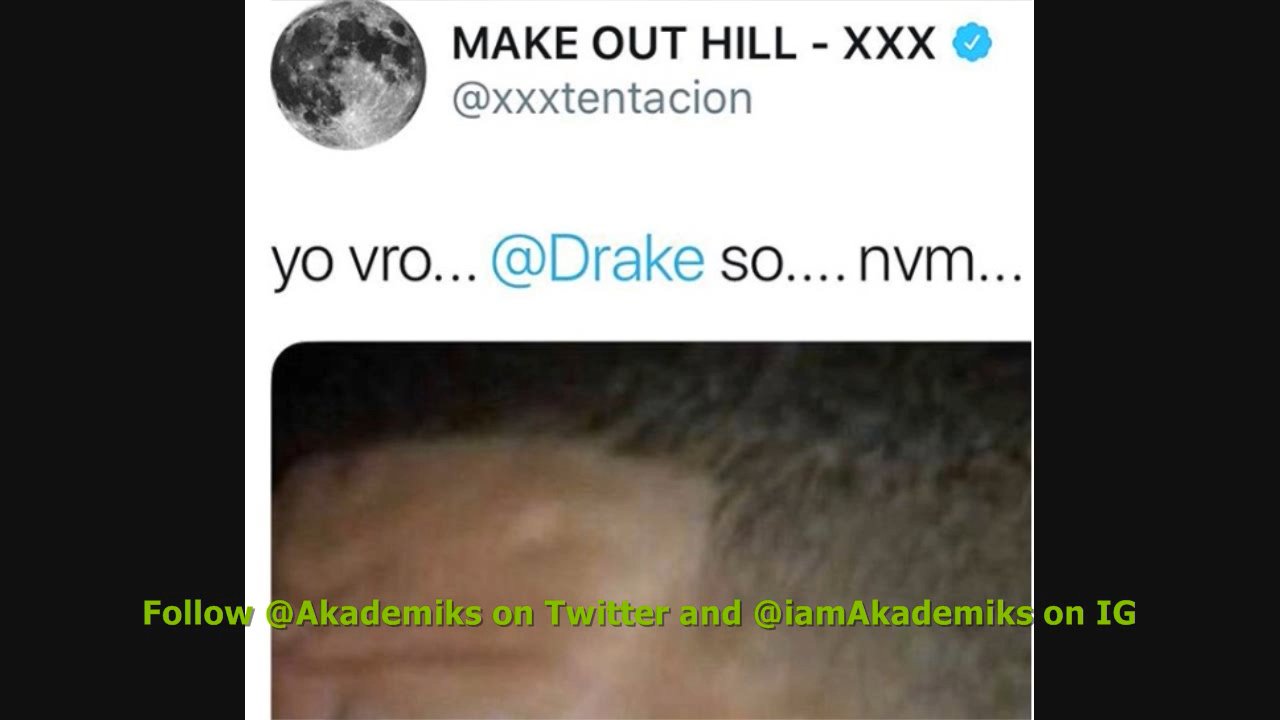 MAKE OUT HILL - XXX
@xxxtentacion
yo vro... @Drake so.... nvm...
Follow @Akademiks on Twitter and @iamAkademiks on IG